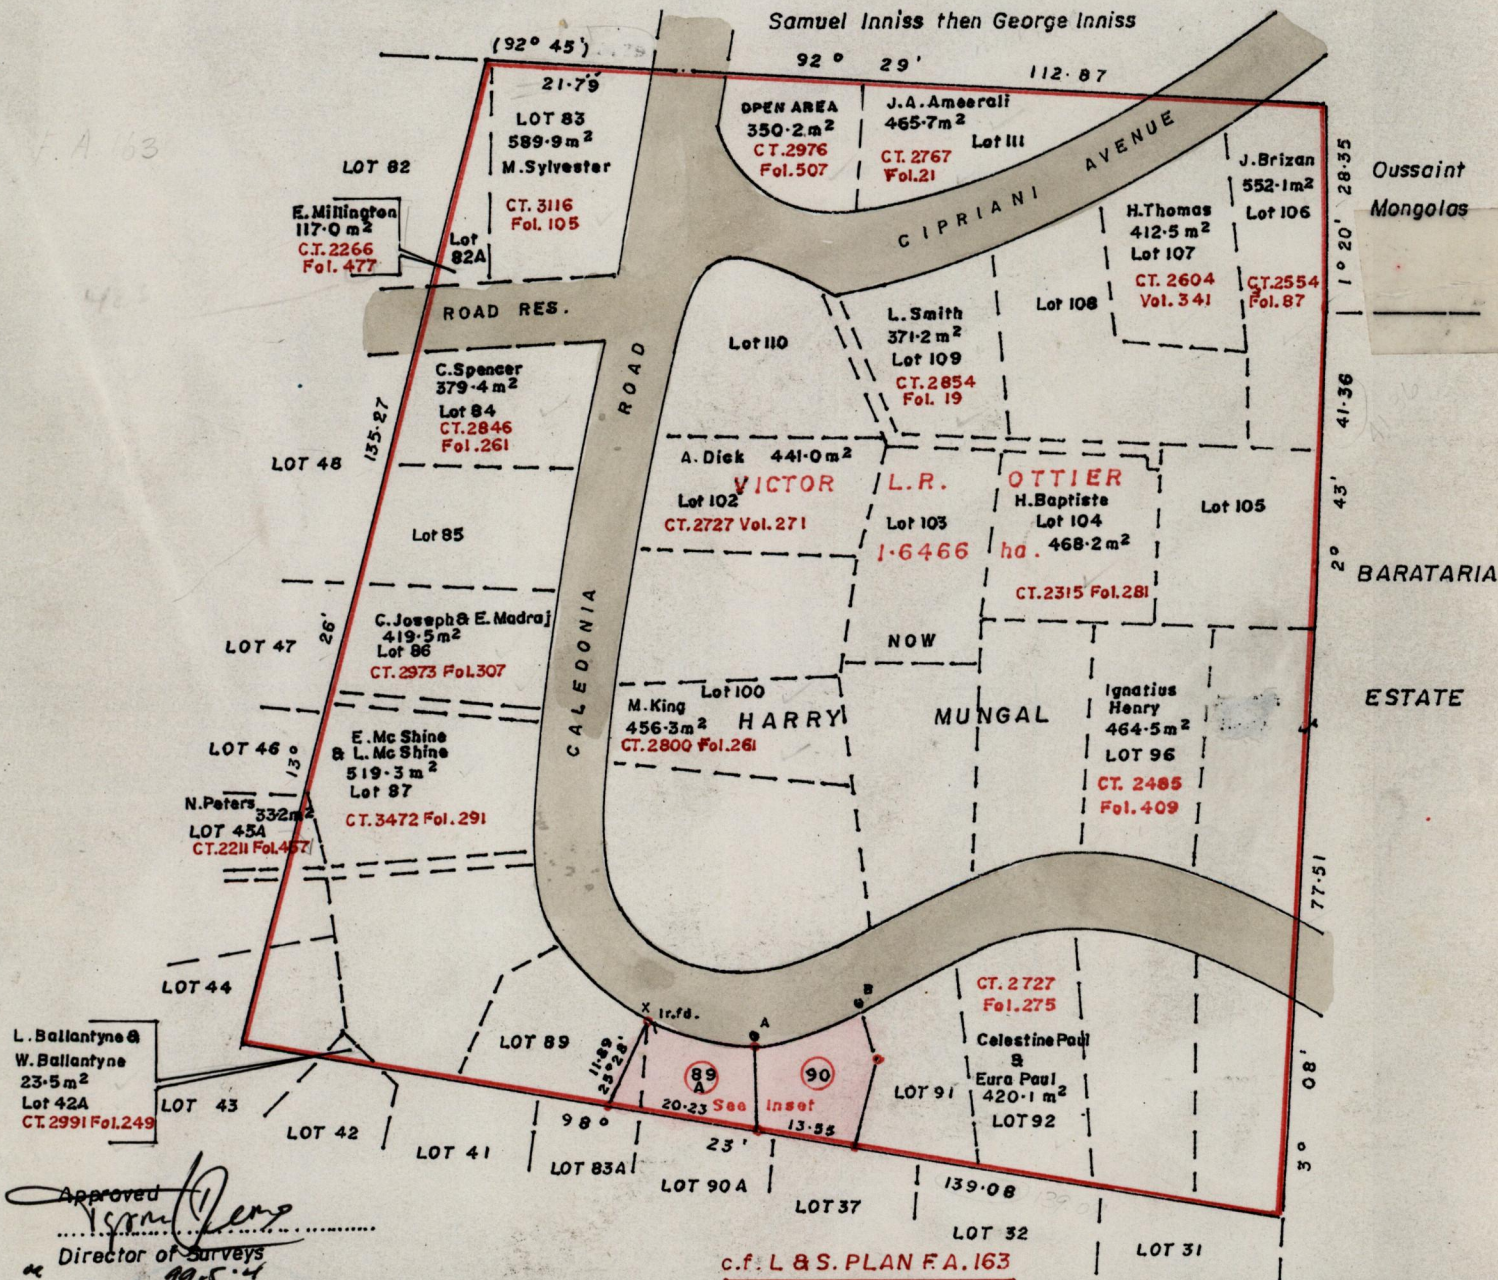 Samuel Inniss then George Inniss
(92° 45')
92° 29'
112·87
21·79
LOT 83
589·9 m²
M. Sylvester
CT. 3116
Fol. 105
OPEN AREA
350·2 m²
CT. 2976
Fol. 507
J.A. Ameerali
465·7 m²
Lot 111
CT. 2767
Fol. 21
CIPRIANI AVENUE
J. Brizan
552·1 m²
Lot 106
CT. 2554
Fol. 87
28·35
1° 20'
Oussaint
Mongolas
LOT 82
E. Millington
117·0 m²
C.T. 2266
Fol. 477
Lot
82A
H. Thomas
412·5 m²
Lot 107
CT. 2604
Vol. 341
ROAD RES.
Lot 110
L. Smith
371·2 m²
Lot 109
CT. 2854
Fol. 19
Lot 108
C. Spencer
379·4 m²
Lot 84
CT. 2846
Fol. 261
CALEDONIA ROAD
135·27
26'
13°
41·36
2° 43'
LOT 48
A. Dick 441·0 m²
Lot 102
CT. 2727 Vol. 271
VICTOR L.R. OTTIER
1·6466 ha.
Lot 103
H. Baptiste
Lot 104
468·2 m²
CT. 2315 Fol. 281
Lot 105
Lot 85
BARATARIA
ESTATE
LOT 47
C. Joseph & E. Madraj
419·5 m²
Lot 86
CT. 2973 Fol. 307
NOW
HARRY MUNGAL
Lot 100
M. King
456·3 m²
CT. 2800 Fol. 261
Ignatius
Henry
464·5 m²
LOT 96
CT. 2485
Fol. 409
LOT 46
E. Mc Shine
& L. Mc Shine
519·3 m²
Lot 87
CT. 3472 Fol. 291
N. Peters
33·2 m²
LOT 45A
CT. 2211 Fol. 457
77·51
3° 08'
LOT 44
X Ir. fd.
A
B
CT. 2727
Fol. 275
Celestine Paul
&
Eura Paul
420·1 m²
LOT 92
LOT 91
LOT 89
11·89
25° 28'
89
A
90
20·23
See Inset
13·55
L. Ballantyne &
W. Ballantyne
23·5 m²
Lot 42A
CT. 2991 Fol. 249
LOT 43
LOT 42
LOT 41
98° 23'
139·08
LOT 83A
LOT 90A
LOT 37
LOT 32
LOT 31
Approved
Director of Surveys
c.f. L & S. PLAN F.A. 163